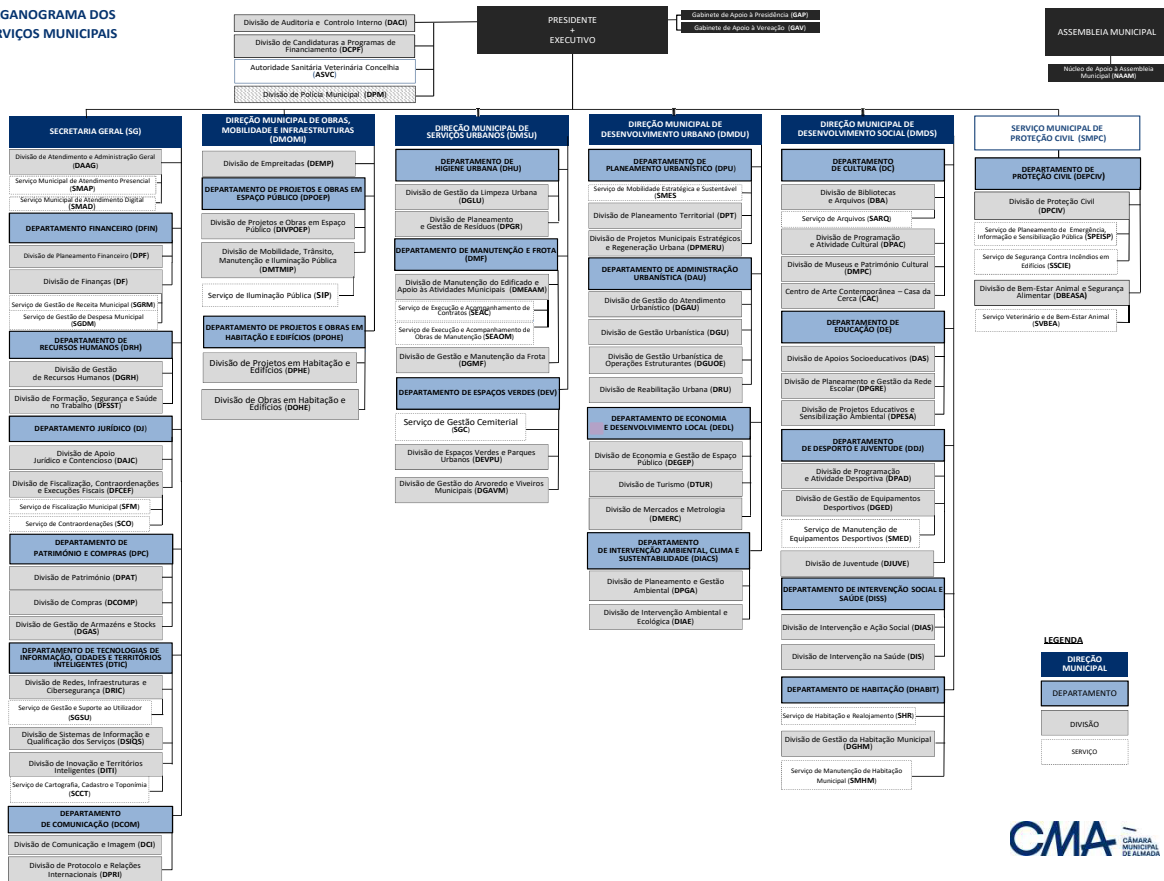 GANOGRAMA DOS
RVIÇOS MUNICIPAIS
Divisão de Auditoria e Controlo Interno (DACI)
Divisão de Candidaturas a Programas de
Financiamento (DCPF)
Autoridade Sanitária Veterinária Concelhia
(ASVC)
Divisão de Polícia Municipal (DPM)
PRESIDENTE
+
EXECUTIVO
Gabinete de Apoio à Presidência (GAP)
Gabinete de Apoio à Vereação (GAV)
ASSEMBLEIA MUNICIPAL
Núcleo de Apoio à Assembleia
Municipal (NAAM)
SECRETARIA GERAL (SG)
Divisão de Atendimento e Administração Geral
(DAAG)
Serviço Municipal de Atendimento Presencial
(SMAP)
Serviço Municipal de Atendimento Digital
(SMAD)
DEPARTAMENTO FINANCEIRO (DFIN)
Divisão de Planeamento Financeiro (DPF)
Divisão de Finanças (DF)
Serviço de Gestão de Receita Municipal (SGRM)
Serviço de Gestão de Despesa Municipal
(SGDM)
DEPARTAMENTO DE
RECURSOS HUMANOS (DRH)
Divisão de Gestão
de Recursos Humanos (DGRH)
Divisão de Formação, Segurança e Saúde
no Trabalho (DFSST)
DEPARTAMENTO JURÍDICO (DJ)
Divisão de Apoio
Jurídico e Contencioso (DAJC)
Divisão de Fiscalização, Contraordenações
e Execuções Fiscais (DFCEF)
Serviço de Fiscalização Municipal (SFM)
Serviço de Contraordenações (SCO)
DEPARTAMENTO DE
PATRIMÓNIO E COMPRAS (DPC)
Divisão de Património (DPAT)
Divisão de Compras (DCOMP)
Divisão de Gestão de Armazéns e Stocks
(DGAS)
DEPARTAMENTO DE TECNOLOGIAS DE
INFORMAÇÃO, CIDADES E TERRITÓRIOS
INTELIGENTES (DTIC)
Divisão de Redes, Infraestruturas e
Cibersegurança (DRIC)
Serviço de Gestão e Suporte ao Utilizador
(SGSU)
Divisão de Sistemas de Informação e
Qualificação dos Serviços (DSIQS)
Divisão de Inovação e Territórios
Inteligentes (DITI)
Serviço de Cartografia, Cadastro e Toponímia
(SCCT)
DEPARTAMENTO
DE COMUNICAÇÃO (DCOM)
Divisão de Comunicação e Imagem (DCI)
Divisão de Protocolo e Relações
Internacionais (DPRI)
DIREÇÃO MUNICIPAL DE OBRAS,
MOBILIDADE E INFRAESTRUTURAS
(DMOMI)
Divisão de Empreitadas (DEMP)
DEPARTAMENTO DE PROJETOS E OBRAS EM
ESPAÇO PÚBLICO (DPOEP)
Divisão de Projetos e Obras em Espaço
Público (DIVPOEP)
Divisão de Mobilidade, Trânsito,
Manutenção e Iluminação Pública
(DMTMIP)
Serviço de Iluminação Pública (SIP)
DEPARTAMENTO DE PROJETOS E OBRAS EM
HABITAÇÃO E EDIFÍCIOS (DPOHE)
Divisão de Projetos em Habitação e
Edifícios (DPHE)
Divisão de Obras em Habitação e
Edifícios (DOHE)
DIREÇÃO MUNICIPAL DE
SERVIÇOS URBANOS (DMSU)
DEPARTAMENTO DE
HIGIENE URBANA (DHU)
Divisão de Gestão da Limpeza Urbana
(DGLU)
Divisão de Planeamento
e Gestão de Resíduos (DPGR)
DEPARTAMENTO DE MANUTENÇÃO E FROTA
(DMF)
Divisão de Manutenção do Edificado e
Apoio às Atividades Municipais (DMEAAM)
Serviço de Execução e Acompanhamento de
Contratos (SEAC)
Serviço de Execução e Acompanhamento de
Obras de Manutenção (SEAOM)
Divisão de Gestão e Manutenção da Frota
(DGMF)
DEPARTAMENTO DE ESPAÇOS VERDES (DEV)
Serviço de Gestão Cemiterial
(SGC)
Divisão de Espaços Verdes e Parques
Urbanos (DEVPU)
Divisão de Gestão do Arvoredo e Viveiros
Municipais (DGAVM)
DIREÇÃO MUNICIPAL DE
DESENVOLVIMENTO URBANO (DMDU)
DEPARTAMENTO DE
PLANEAMENTO URBANÍSTICO (DPU)
Serviço de Mobilidade Estratégica e Sustentável
(SMES)
Divisão de Planeamento Territorial (DPT)
Divisão de Projetos Municipais Estratégicos
e Regeneração Urbana (DPMERU)
DEPARTAMENTO DE ADMINISTRAÇÃO
URBANÍSTICA (DAU)
Divisão de Gestão do Atendimento
Urbanístico (DGAU)
Divisão de Gestão Urbanística (DGU)
Divisão de Gestão Urbanística de
Operações Estruturantes (DGUOE)
Divisão de Reabilitação Urbana (DRU)
DEPARTAMENTO DE ECONOMIA
E DESENVOLVIMENTO LOCAL (DEDL)
Divisão de Economia e Gestão de Espaço
Público (DEGEP)
Divisão de Turismo (DTUR)
Divisão de Mercados e Metrologia
(DMERC)
DEPARTAMENTO
DE INTERVENÇÃO AMBIENTAL, CLIMA E
SUSTENTABILIDADE (DIACS)
Divisão de Planeamento e Gestão
Ambiental (DPGA)
Divisão de Intervenção Ambiental e
Ecológica (DIAE)
DIREÇÃO MUNICIPAL DE
DESENVOLVIMENTO SOCIAL (DMDS)
DEPARTAMENTO
DE CULTURA (DC)
Divisão de Bibliotecas
e Arquivos (DBA)
Serviço de Arquivos (SARQ)
Divisão de Programação
e Atividade Cultural (DPAC)
Divisão de Museus e Património Cultural
(DMPC)
Centro de Arte Contemporânea – Casa da
Cerca (CAC)
DEPARTAMENTO DE
EDUCAÇÃO (DE)
Divisão de Apoios Socioeducativos (DAS)
Divisão de Planeamento e Gestão da Rede
Escolar (DPGRE)
Divisão de Projetos Educativos e
Sensibilização Ambiental (DPESA)
DEPARTAMENTO
DE DESPORTO E JUVENTUDE (DDJ)
Divisão de Programação
e Atividade Desportiva (DPAD)
Divisão de Gestão de Equipamentos
Desportivos (DGED)
Serviço de Manutenção de
Equipamentos Desportivos (SMED)
Divisão de Juventude (DJUVE)
DEPARTAMENTO DE INTERVENÇÃO SOCIAL E
SAÚDE (DISS)
Divisão de Intervenção e Ação Social (DIAS)
Divisão de Intervenção na Saúde (DIS)
DEPARTAMENTO DE HABITAÇÃO (DHABIT)
Serviço de Habitação e Realojamento (SHR)
Divisão de Gestão da Habitação Municipal
(DGHM)
Serviço de Manutenção de Habitação
Municipal (SMHM)
SERVIÇO MUNICIPAL DE
PROTEÇÃO CIVIL (SMPC)
DEPARTAMENTO DE
PROTEÇÃO CIVIL (DEPCIV)
Divisão de Proteção Civil
(DPCIV)
Serviço de Planeamento de Emergência,
Informação e Sensibilização Pública (SPEISP)
Serviço de Segurança Contra Incêndios em
Edifícios (SSCIE)
Divisão de Bem-Estar Animal e Segurança
Alimentar (DBEASA)
Serviço Veterinário e de Bem-Estar Animal
(SVBEA)
LEGENDA
DIREÇÃO
MUNICIPAL
DEPARTAMENTO
DIVISÃO
SERVIÇO
CMA
CÂMARA
MUNICIPAL
DE ALMADA